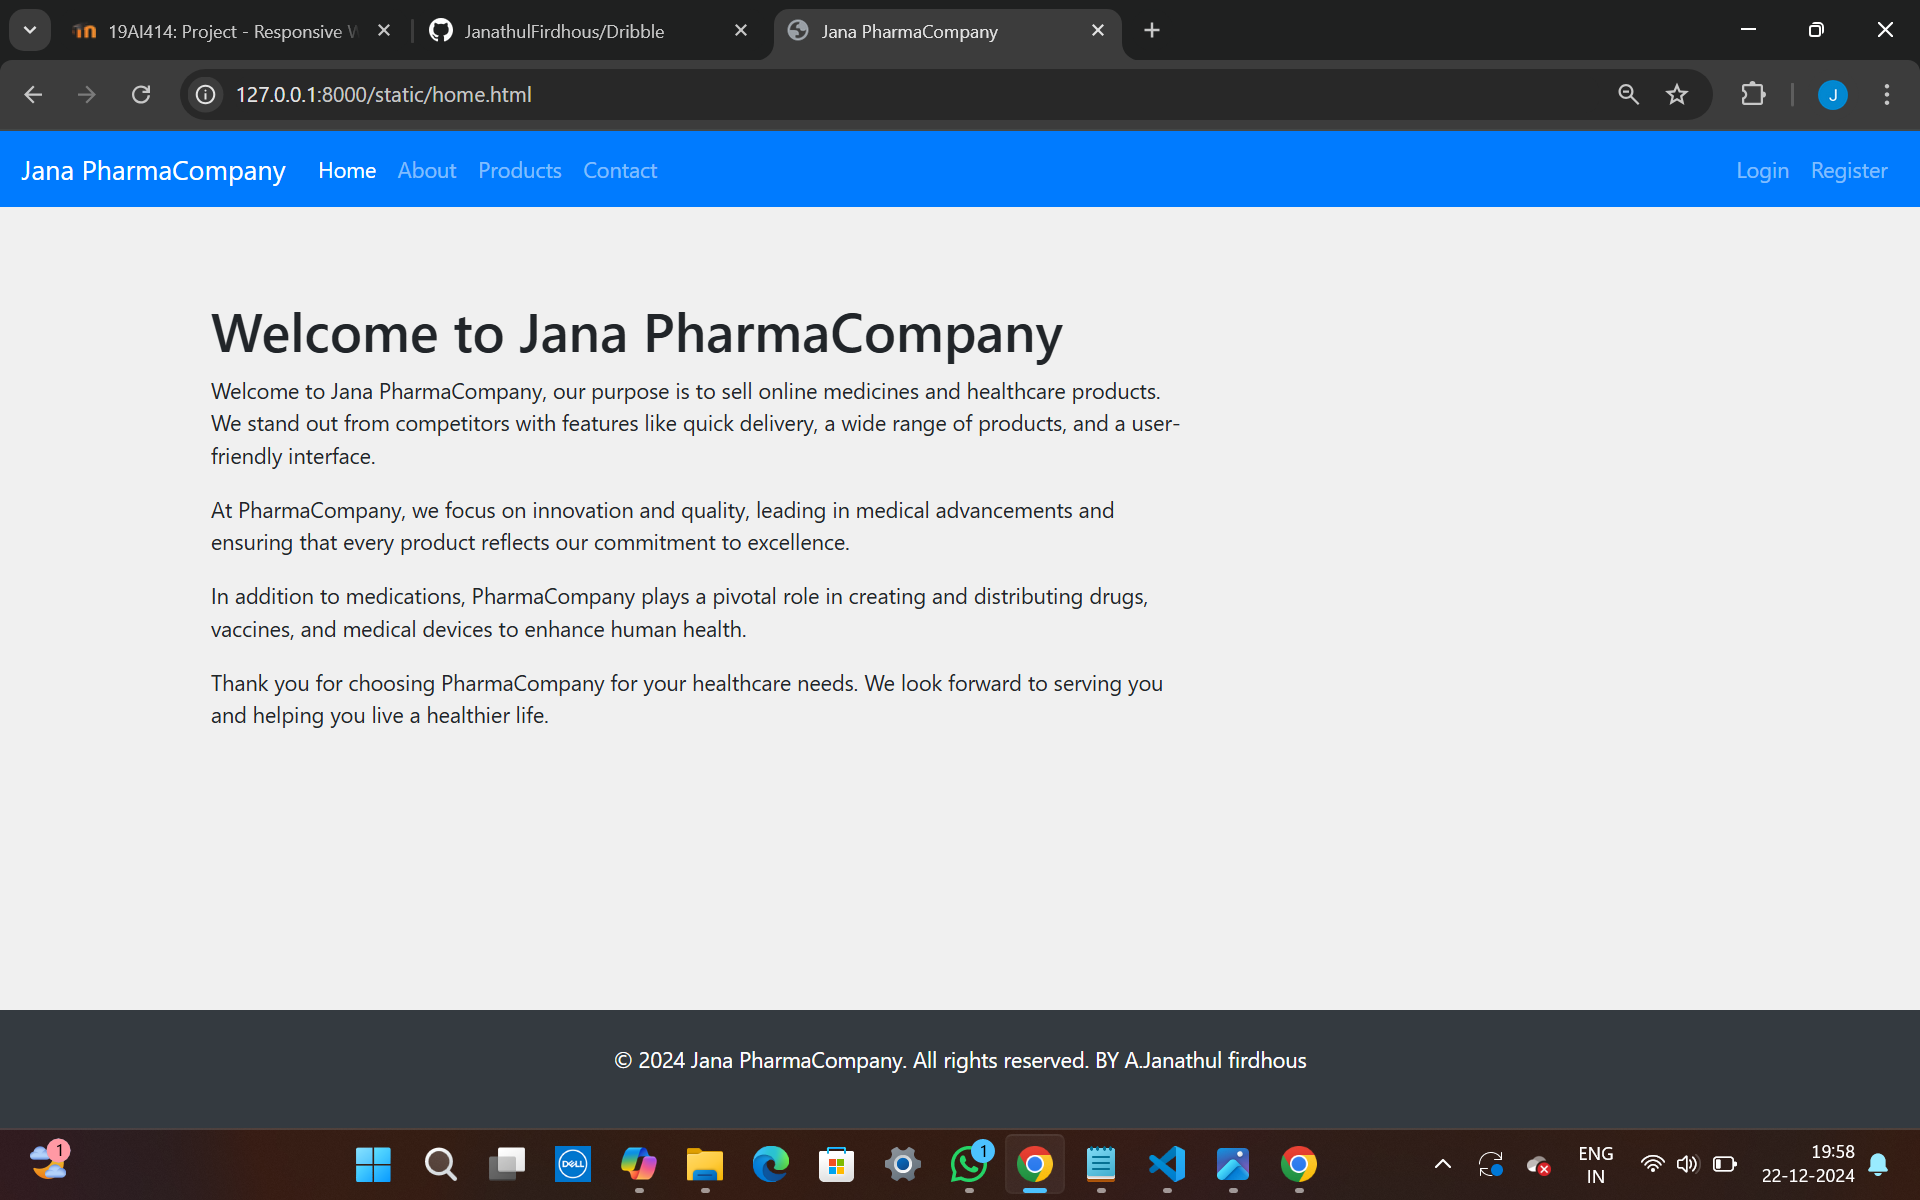 19AI414: Project - Responsive W
JanathulFirdhous/Dribble
Jana PharmaCompany
127.0.0.1:8000/static/home.html
J
Jana PharmaCompany Home About Products Contact Login Register
Welcome to Jana PharmaCompany
Welcome to Jana PharmaCompany, our purpose is to sell online medicines and healthcare products.
We stand out from competitors with features like quick delivery, a wide range of products, and a user-
friendly interface.
At PharmaCompany, we focus on innovation and quality, leading in medical advancements and
ensuring that every product reflects our commitment to excellence.
In addition to medications, PharmaCompany plays a pivotal role in creating and distributing drugs,
vaccines, and medical devices to enhance human health.
Thank you for choosing PharmaCompany for your healthcare needs. We look forward to serving you
and helping you live a healthier life.
© 2024 Jana PharmaCompany. All rights reserved. BY A.Janathul firdhous
1
DELL
1
ENG
IN
19:58
22-12-2024